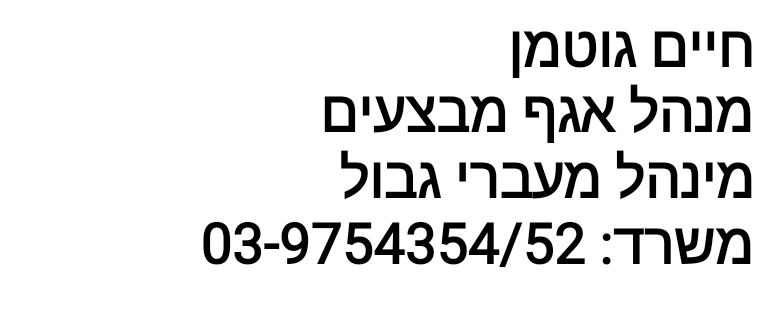 חיים גוטמן
מנהל אגף מבצעים
מינהל מעברי גבול
משרד: 03-9754354/52